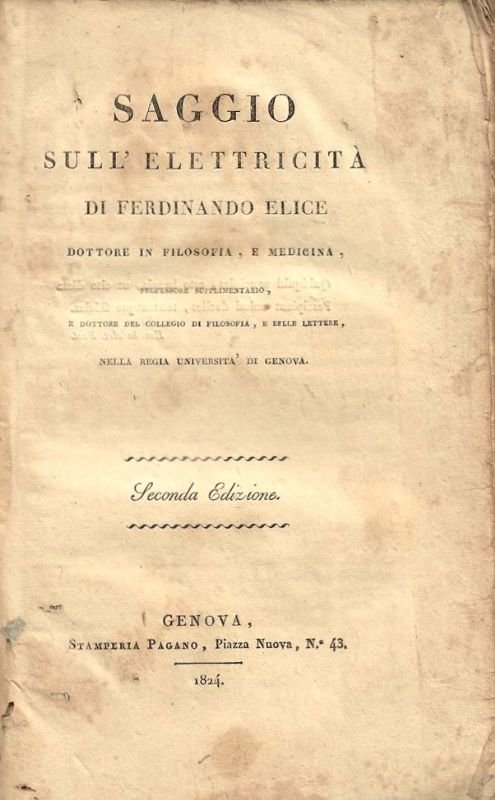 SAGGIO
SULL' ELETTRICITÀ
DI FERDINANDO ELICE
DOTTORE IN FILOSOFIA, E MEDICINA,
PROFESSORE SUPPLIMENTARIO,
E DOTTORE DEL COLLEGIO DI FILOSOFIA, E BELLE LETTERE,
NELLA REGIA UNIVERSITA' DI GENOVA.
Seconda Edizione.
GENOVA,
STAMPERIA PAGANO, Piazza Nuova, N.° 43.
1824.